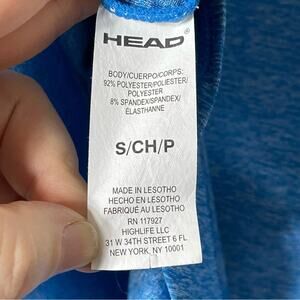 HEAD
BODY/CUERPO/CORPS:
92% POLYESTER/POLIESTER/
POLYESTER
8% SPANDEX/SPANDEX/
ÉLASTHANNE
S/CH/P
MADE IN LESOTHO
HECHO EN LESOTHO
FABRIQUÉ AU LESOTHO
RN 117927
HIGHLIFE LLC
31 W 34TH STREET 6 FL
NEW YORK, NY 10001